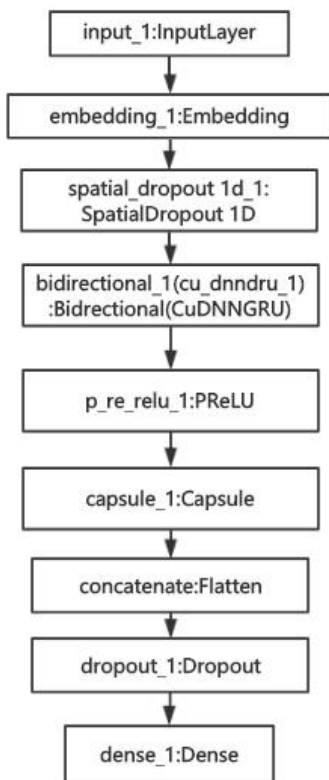 input_1:InputLayer
embedding_1:Embedding
spatial_dropout 1d_1:
SpatialDropout 1D
bidirectional_1(cu_dnndru_1)
:Bidrectional(CuDNNGRU)
p_re_relu_1:PReLU
capsule_1:Capsule
concatenate:Flatten
dropout_1:Dropout
dense_1:Dense